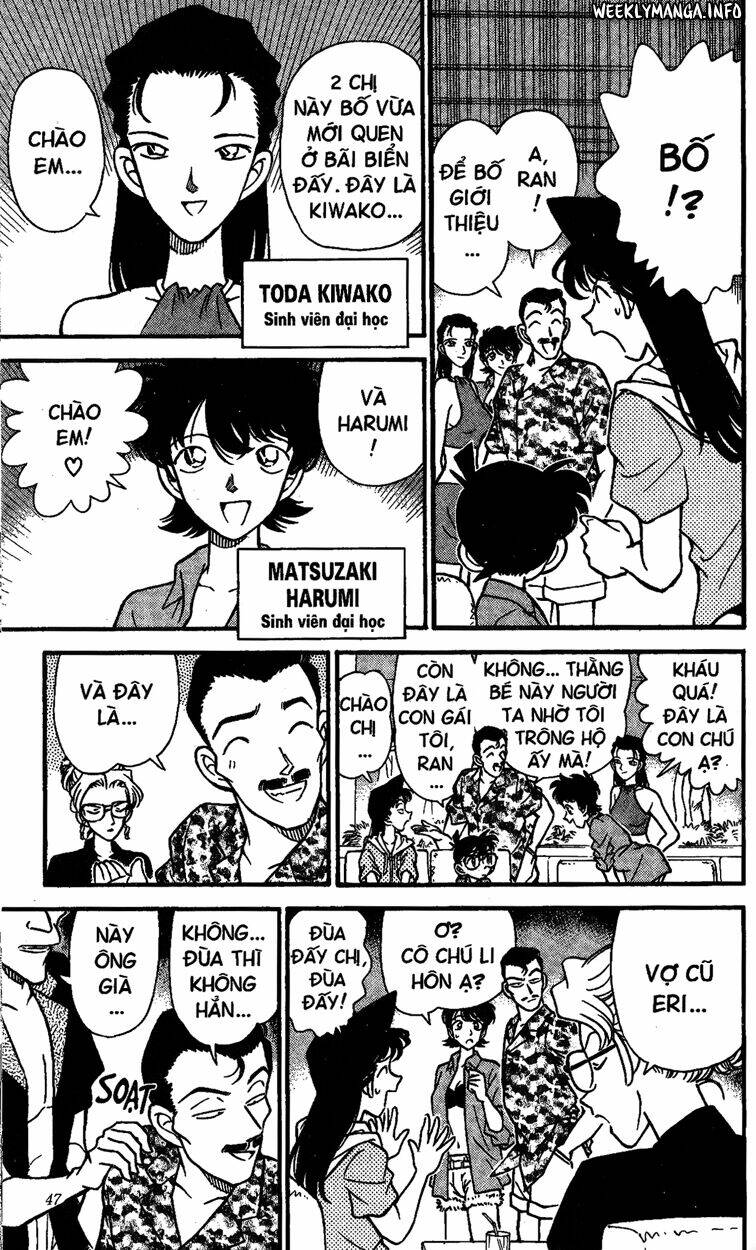 WEEKLYMANGA.INFO
BỐ
!?
A,
RAN
!
ĐỂ BỐ
GIỚI
THIỆU
...
2 CHỊ
NÀY BỐ VỪA
MỚI QUEN
Ở BÃI BIỂN
ĐẤY. ĐÂY LÀ
KIWAKO...
CHÀO
EM...
TODA KIWAKO
Sinh viên đại học
VÀ
HARUMI
!
CHÀO
EM!
♡
MATSUZAKI
HARUMI
Sinh viên đại học
KHÁU
QUÁ!
ĐÂY LÀ
CON CHÚ
Ạ?
KHÔNG... THẰNG
BÉ NÀY NGƯỜI
TA NHỜ TÔI
TRÔNG HỘ
ẤY MÀ!
CÒN
ĐÂY LÀ
CON GÁI
TÔI,
RAN
...
CHÀO
CHỊ
...
VÀ ĐÂY
LÀ...
VỢ CŨ
ERI...
Ơ?
CÔ CHÚ LI
HÔN Ạ?
ĐÙA
ĐẤY CHỊ,
ĐÙA
ĐẤY!
KHÔNG...
ĐÙA THÌ
KHÔNG
HẲN...
NÀY
ÔNG
GIÀ
...
SOẠT
47